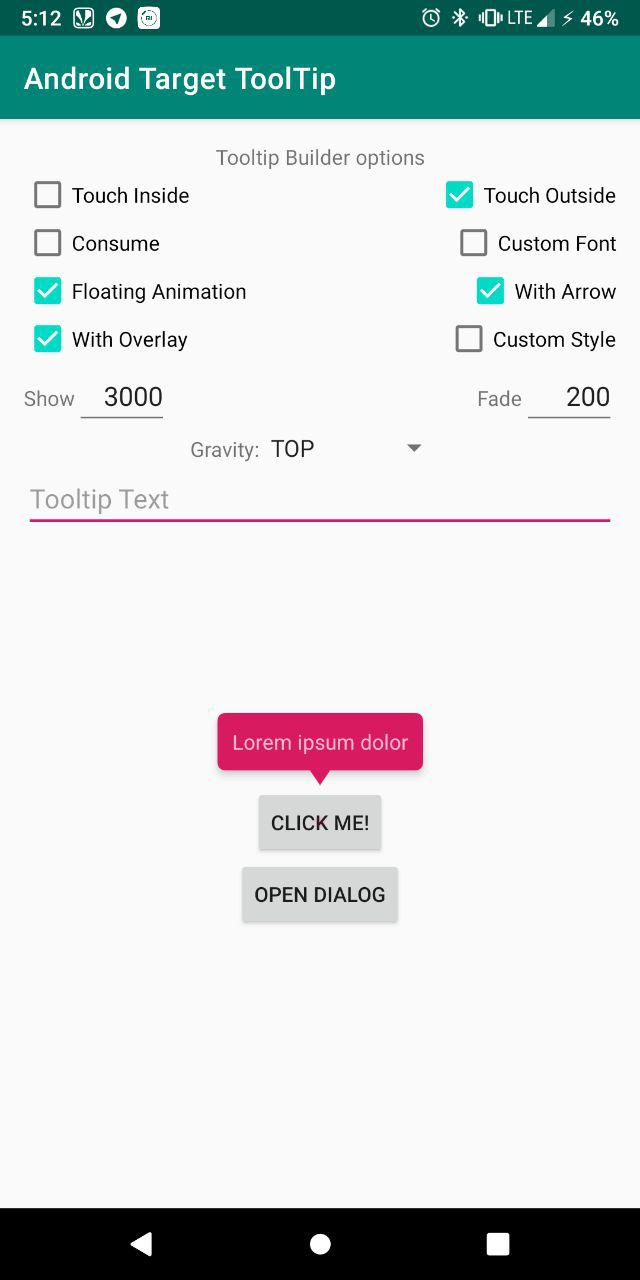 5:12 LTE 46%
Android Target ToolTip
Tooltip Builder options
Touch Inside Touch Outside
Consume Custom Font
Floating Animation With Arrow
With Overlay Custom Style
Show 3000 Fade 200
Gravity: TOP
Tooltip Text
Lorem ipsum dolor
CLICK ME!
OPEN DIALOG